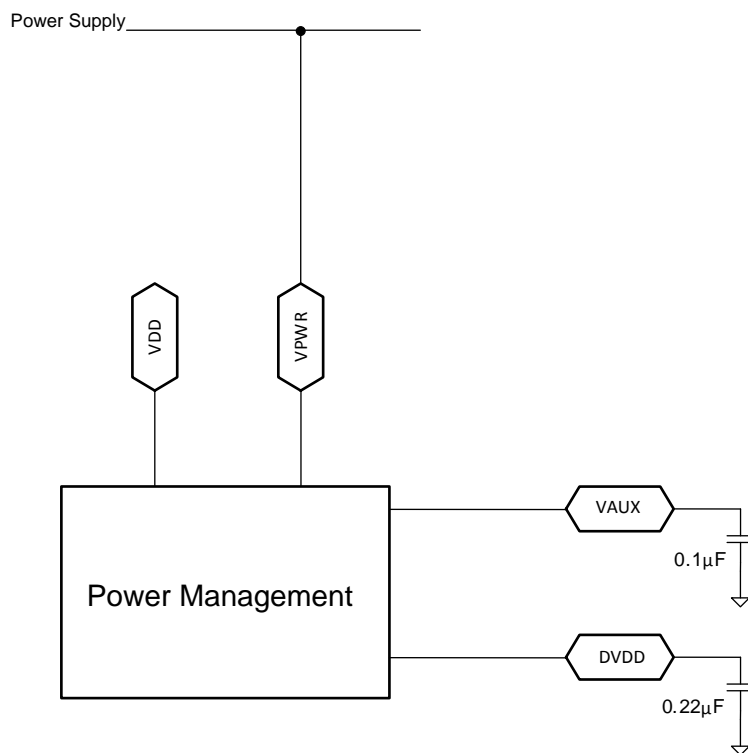 Power Supply
VDD
VPWR
VAUX
0.1μF
Power Management
DVDD
0.22μF